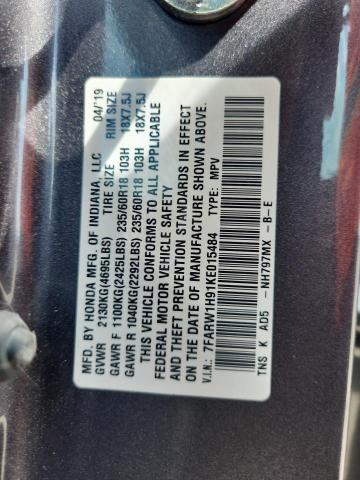 MFD. BY HONDA MFG. OF INDIANA, LLC 04/'19
GVWR 2130KG(4695LBS) TIRE SIZE RIM SIZE
GAWR F 1100KG(2425LBS) 235/60R18 103H 18X7.5J
GAWR R 1040KG(2292LBS) 235/60R18 103H 18X7.5J
THIS VEHICLE CONFORMS TO ALL APPLICABLE
FEDERAL MOTOR VEHICLE SAFETY
AND THEFT PREVENTION STANDARDS IN EFFECT
ON THE DATE OF MANUFACTURE SHOWN ABOVE.
V.I.N.: 7FARW1H91KE015484 TYPE: MPV
TNS K AD5 -NH797MX -B-E